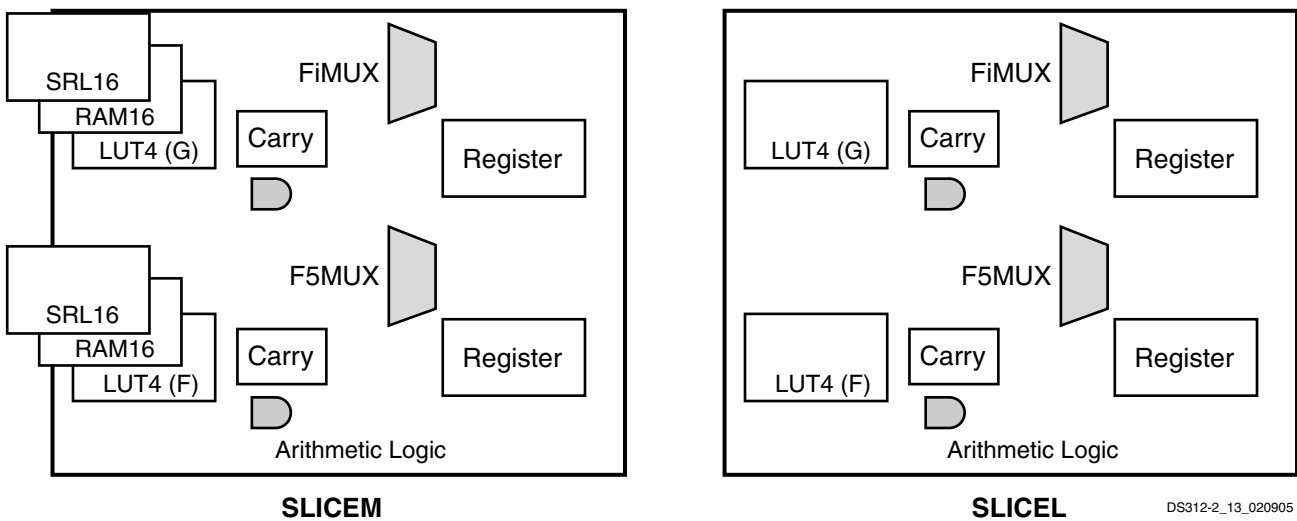 SRL16
RAM16
LUT4 (G)
Carry
FiMUX
Register
SRL16
RAM16
LUT4 (F)
Carry
F5MUX
Register
Arithmetic Logic
SLICEM
FiMUX
LUT4 (G)
Carry
Register
F5MUX
LUT4 (F)
Carry
Register
Arithmetic Logic
SLICEL
DS312-2_13_020905